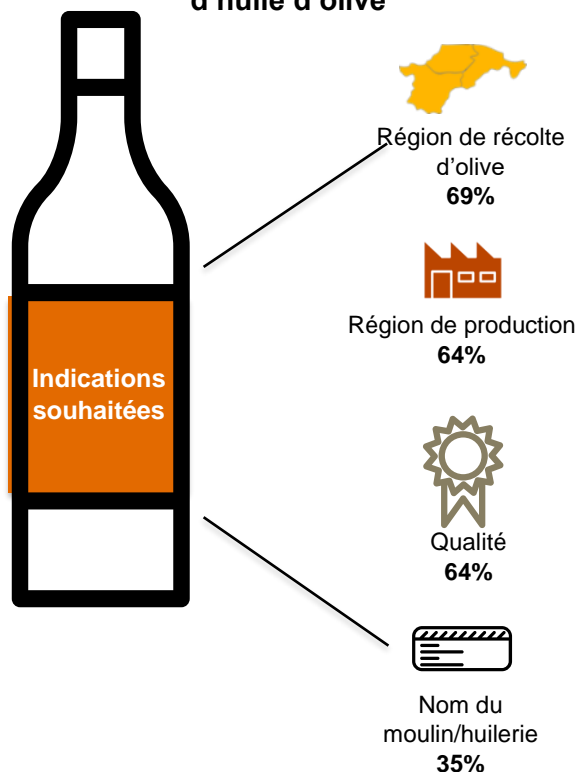 d'huile d'olive
Région de récolte
d'olive
69%
Région de production
64%
Indications
souhaitées
Qualité
64%
Nom du
moulin/huilerie
35%